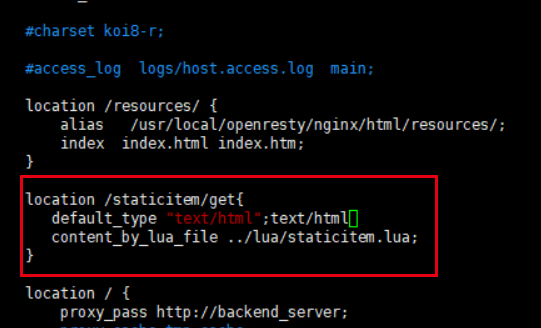 #charset koi8-r;
#access_log logs/host.access.log main;
location /resources/ {
alias /usr/local/openresty/nginx/html/resources/;
index index.html index.htm;
}
location /staticitem/get{
default_type "text/html";text/html
content_by_lua_file ../lua/staticitem.lua;
}
location / {
proxy_pass http://backend_server;